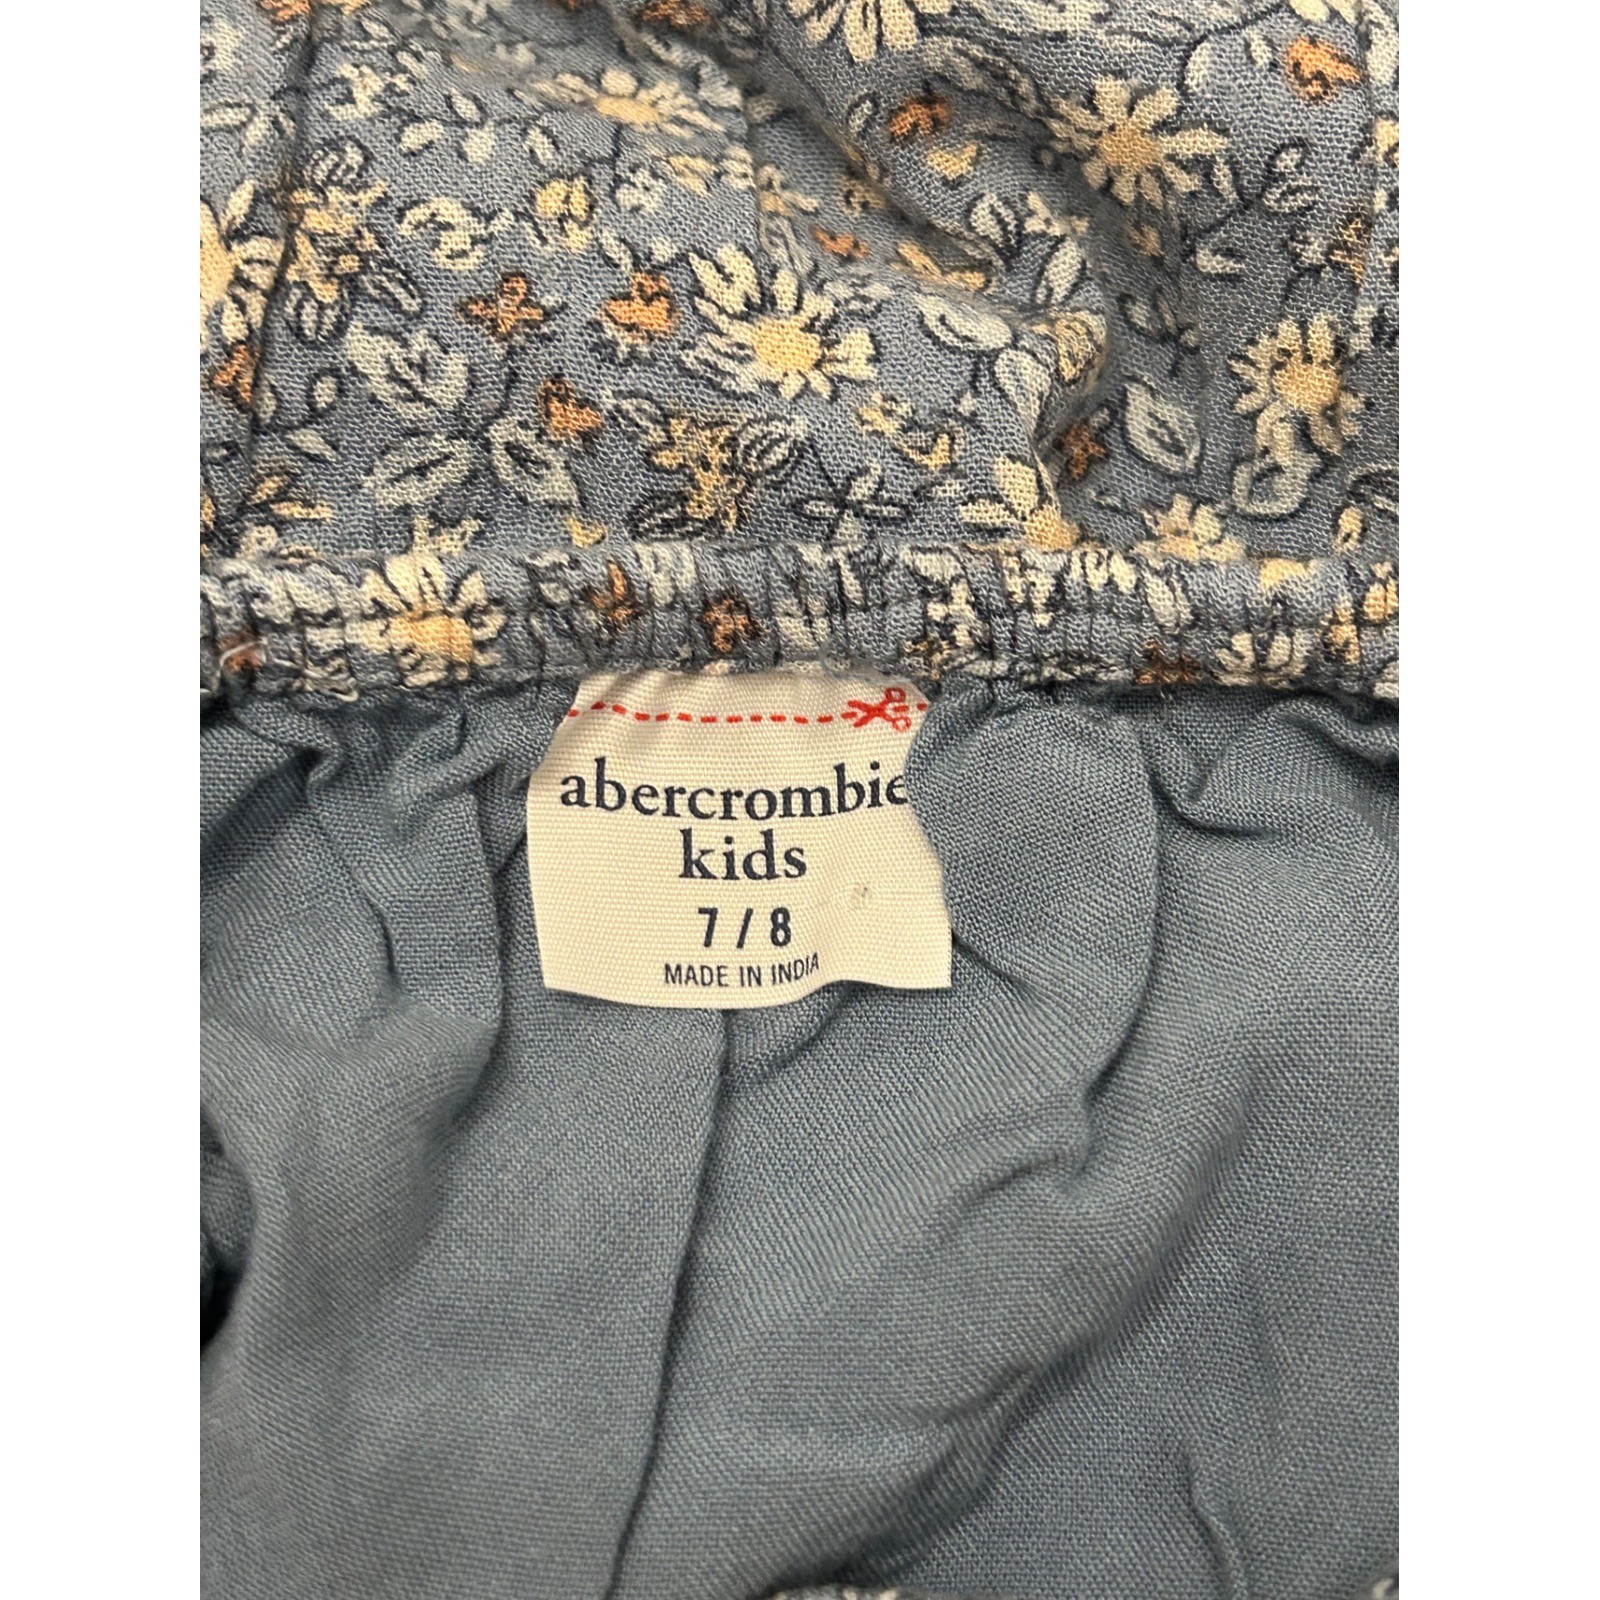 abercrombie
kids
7 / 8
MADE IN INDIA